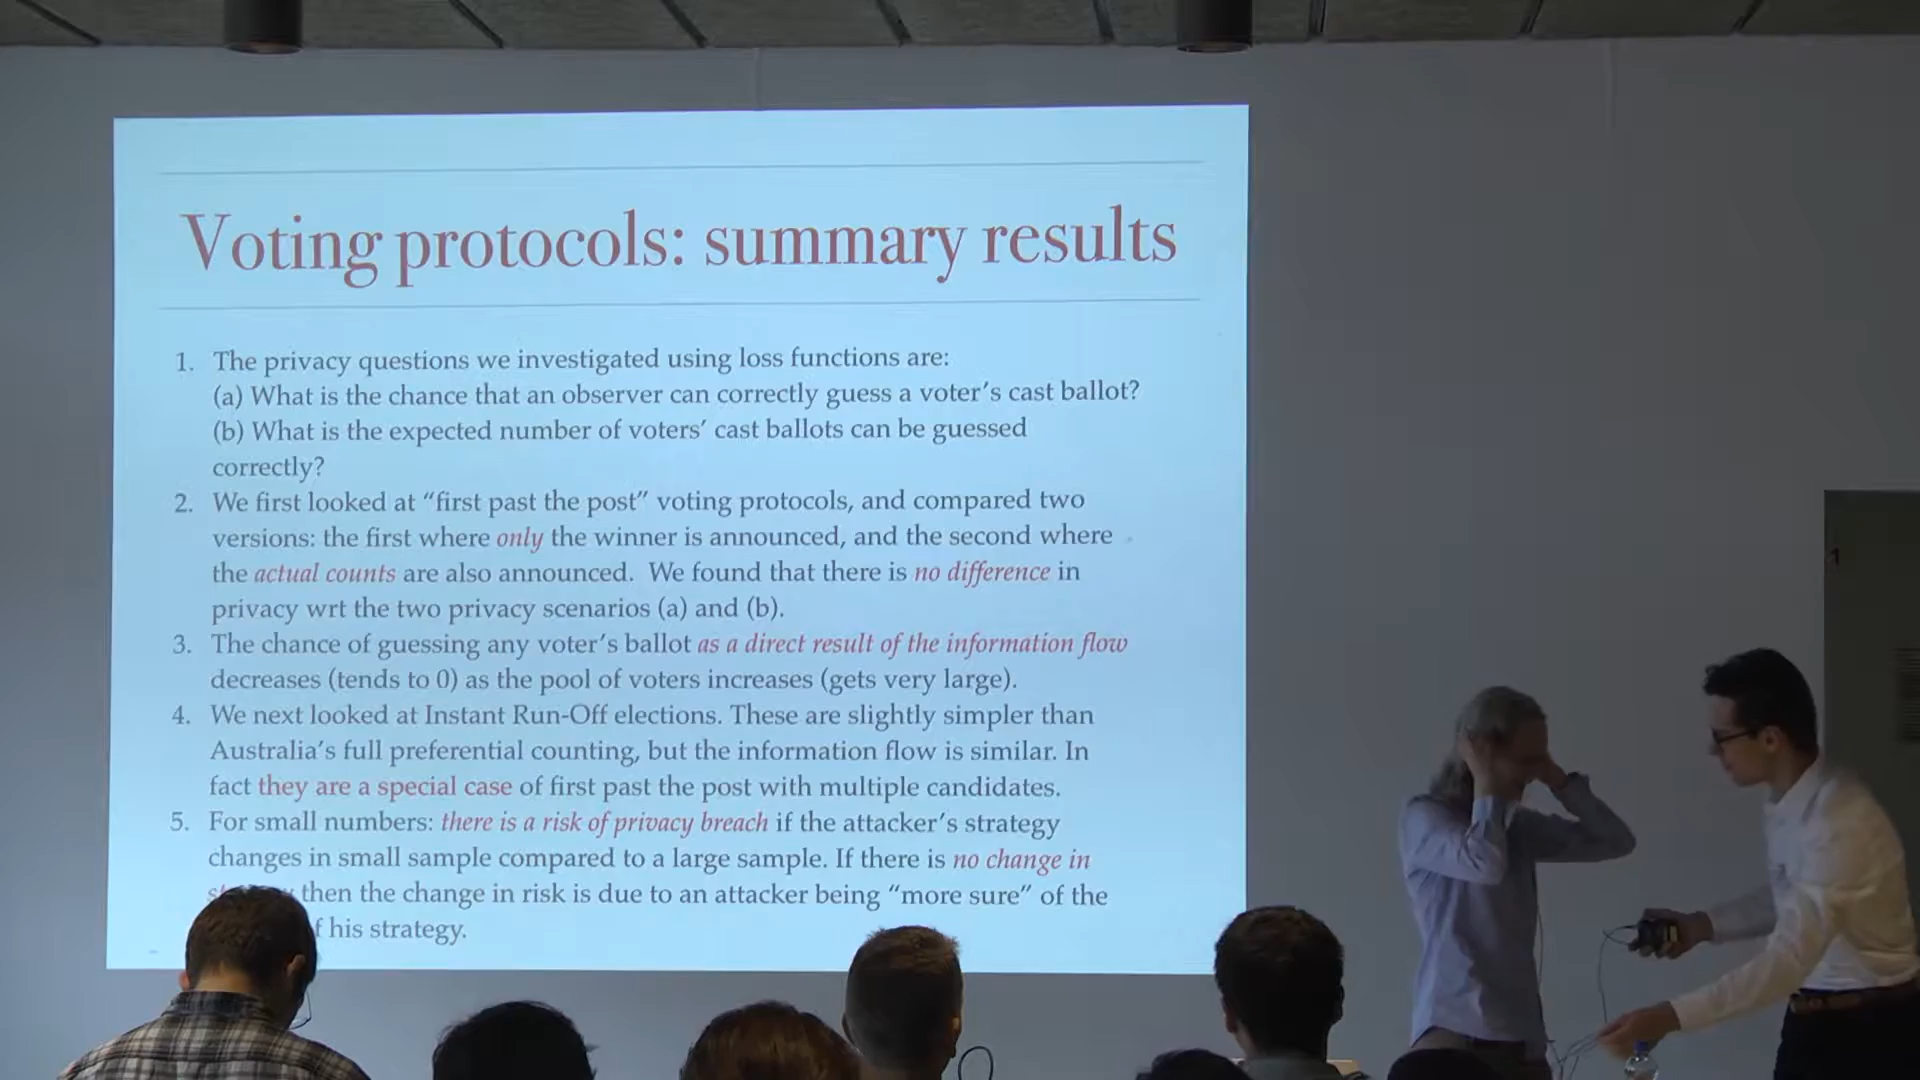 Voting protocols: summary results
1. The privacy questions we investigated using loss functions are:
(a) What is the chance that an observer can correctly guess a voter's cast ballot?
(b) What is the expected number of voters' cast ballots can be guessed
correctly?
2. We first looked at "first past the post" voting protocols, and compared two
versions: the first where only the winner is announced, and the second where
the actual counts are also announced. We found that there is no difference in
privacy wrt the two privacy scenarios (a) and (b).
3. The chance of guessing any voter's ballot as a direct result of the information flow
decreases (tends to 0) as the pool of voters increases (gets very large).
4. We next looked at Instant Run-Off elections. These are slightly simpler than
Australia's full preferential counting, but the information flow is similar. In
fact they are a special case of first past the post with multiple candidates.
5. For small numbers: there is a risk of privacy breach if the attacker's strategy
changes in small sample compared to a large sample. If there is no change in
then the change in risk is due to an attacker being "more sure" of the
his strategy.